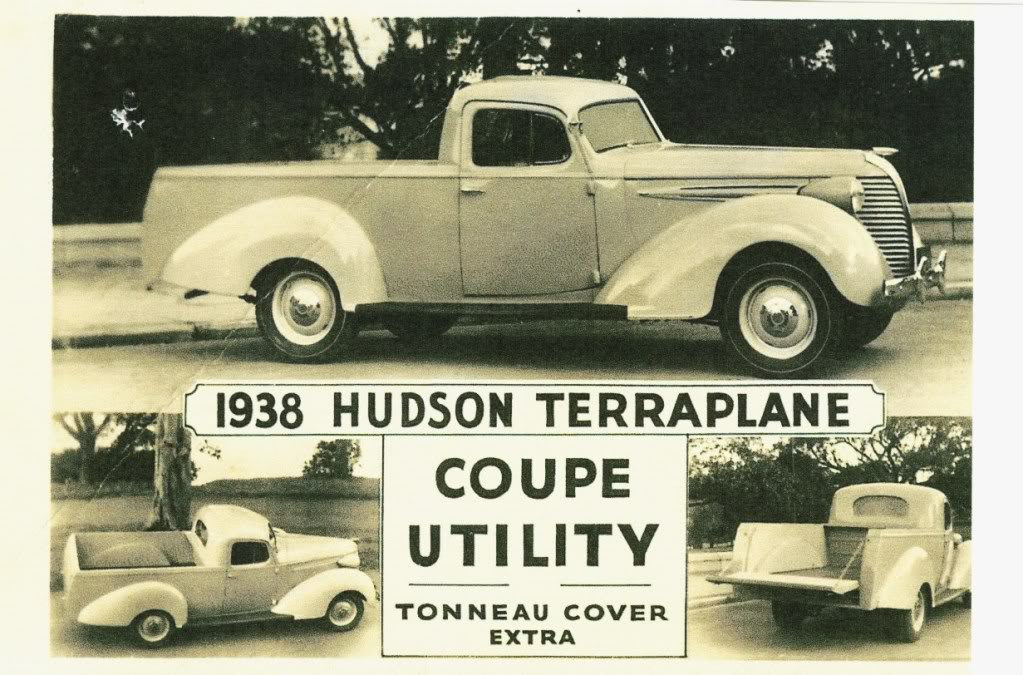 1938 HUDSON TERRAPLANE
COUPE
UTILITY
TONNEAU COVER
EXTRA